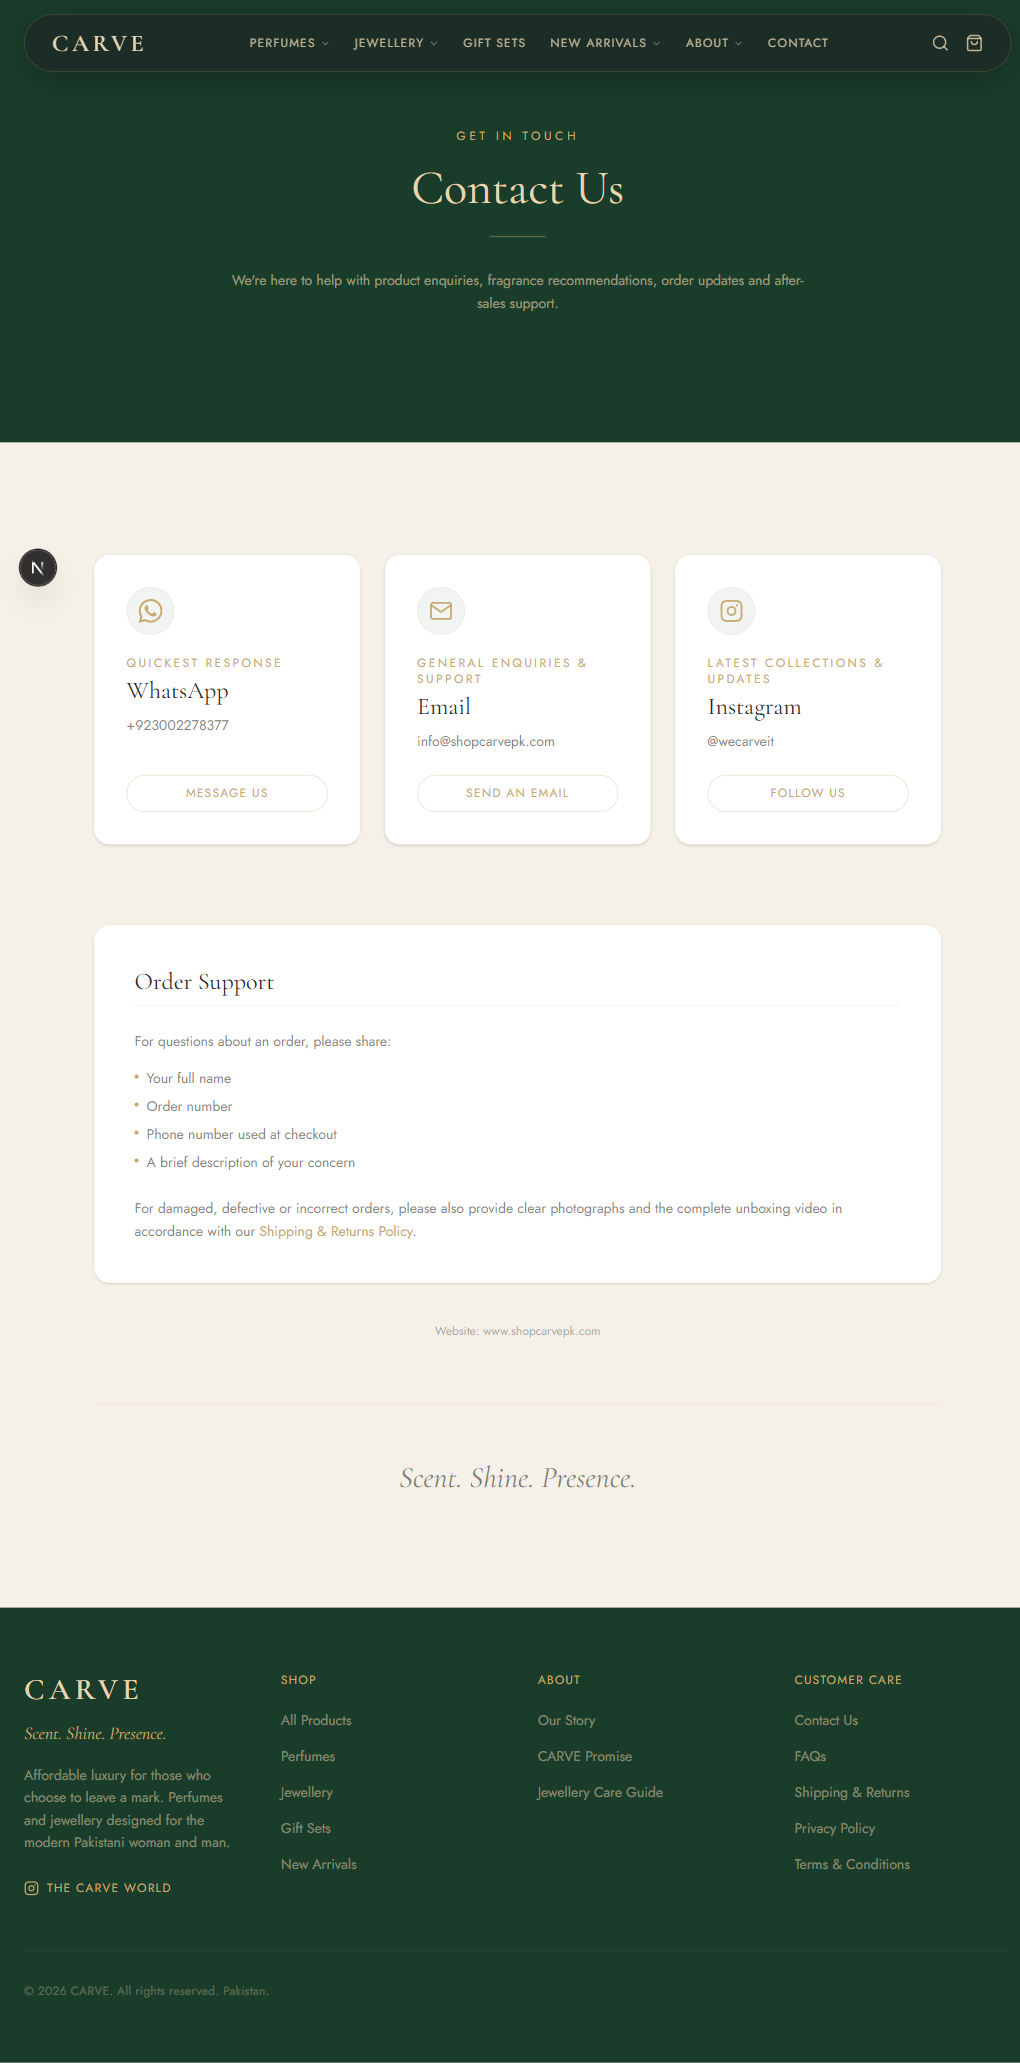 CARVE
PERFUMES
JEWELLERY
GIFT SETS
NEW ARRIVALS
ABOUT
CONTACT
GET IN TOUCH
Contact Us
We're here to help with product enquiries, fragrance recommendations, order updates and after-
sales support.
N
QUICKEST RESPONSE
WhatsApp
+923002278377
MESSAGE US
GENERAL ENQUIRIES &
SUPPORT
Email
info@shopcarvepk.com
SEND AN EMAIL
LATEST COLLECTIONS &
UPDATES
Instagram
@wecarveit
FOLLOW US
Order Support
For questions about an order, please share:
• Your full name
• Order number
• Phone number used at checkout
• A brief description of your concern
For damaged, defective or incorrect orders, please also provide clear photographs and the complete unboxing video in
accordance with our Shipping & Returns Policy.
Website: www.shopcarvepk.com
Scent. Shine. Presence.
CARVE
Scent. Shine. Presence.
Affordable luxury for those who
choose to leave a mark. Perfumes
and jewellery designed for the
modern Pakistani woman and man.
THE CARVE WORLD
SHOP
All Products
Perfumes
Jewellery
Gift Sets
New Arrivals
ABOUT
Our Story
CARVE Promise
Jewellery Care Guide
CUSTOMER CARE
Contact Us
FAQs
Shipping & Returns
Privacy Policy
Terms & Conditions
© 2026 CARVE. All rights reserved. Pakistan.